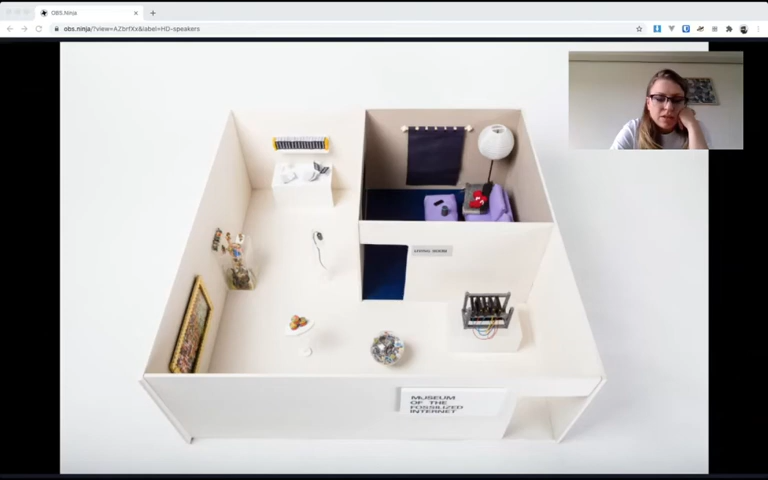 OBS.Ninja
obs.ninja/?view=AZbrfXx&label=HD-speakers
MUSEUM
OF THE
FOSSILIZED
INTERNET